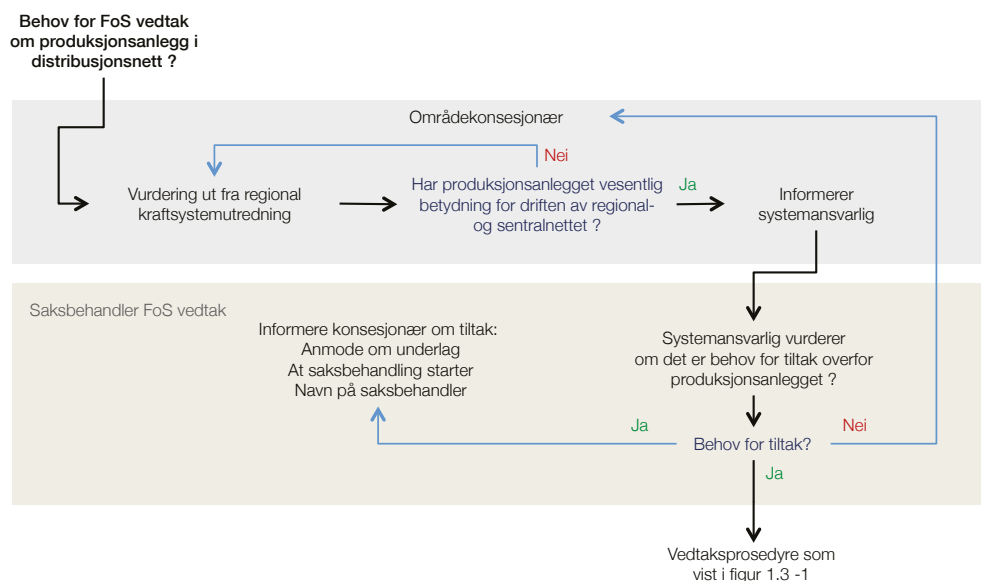 Behov for FoS vedtak
om produksjonsanlegg i
distribusjonsnett ?
Områdekonsesjonær
Nei
Vurdering ut fra regional
kraftsystemutredning
Har produksjonsanlegget vesentlig
betydning for driften av regional-
og sentralnettet ?
Ja
Informerer
systemansvarlig
Saksbehandler FoS vedtak
Informere konsesjonær om tiltak:
Anmode om underlag
At saksbehandling starter
Navn på saksbehandler
Systemansvarlig vurderer
om det er behov for tiltak overfor
produksjonsanlegget ?
Ja
Behov for tiltak?
Nei
Ja
Vedtaksprosedyre som
vist i figur 1.3 -1